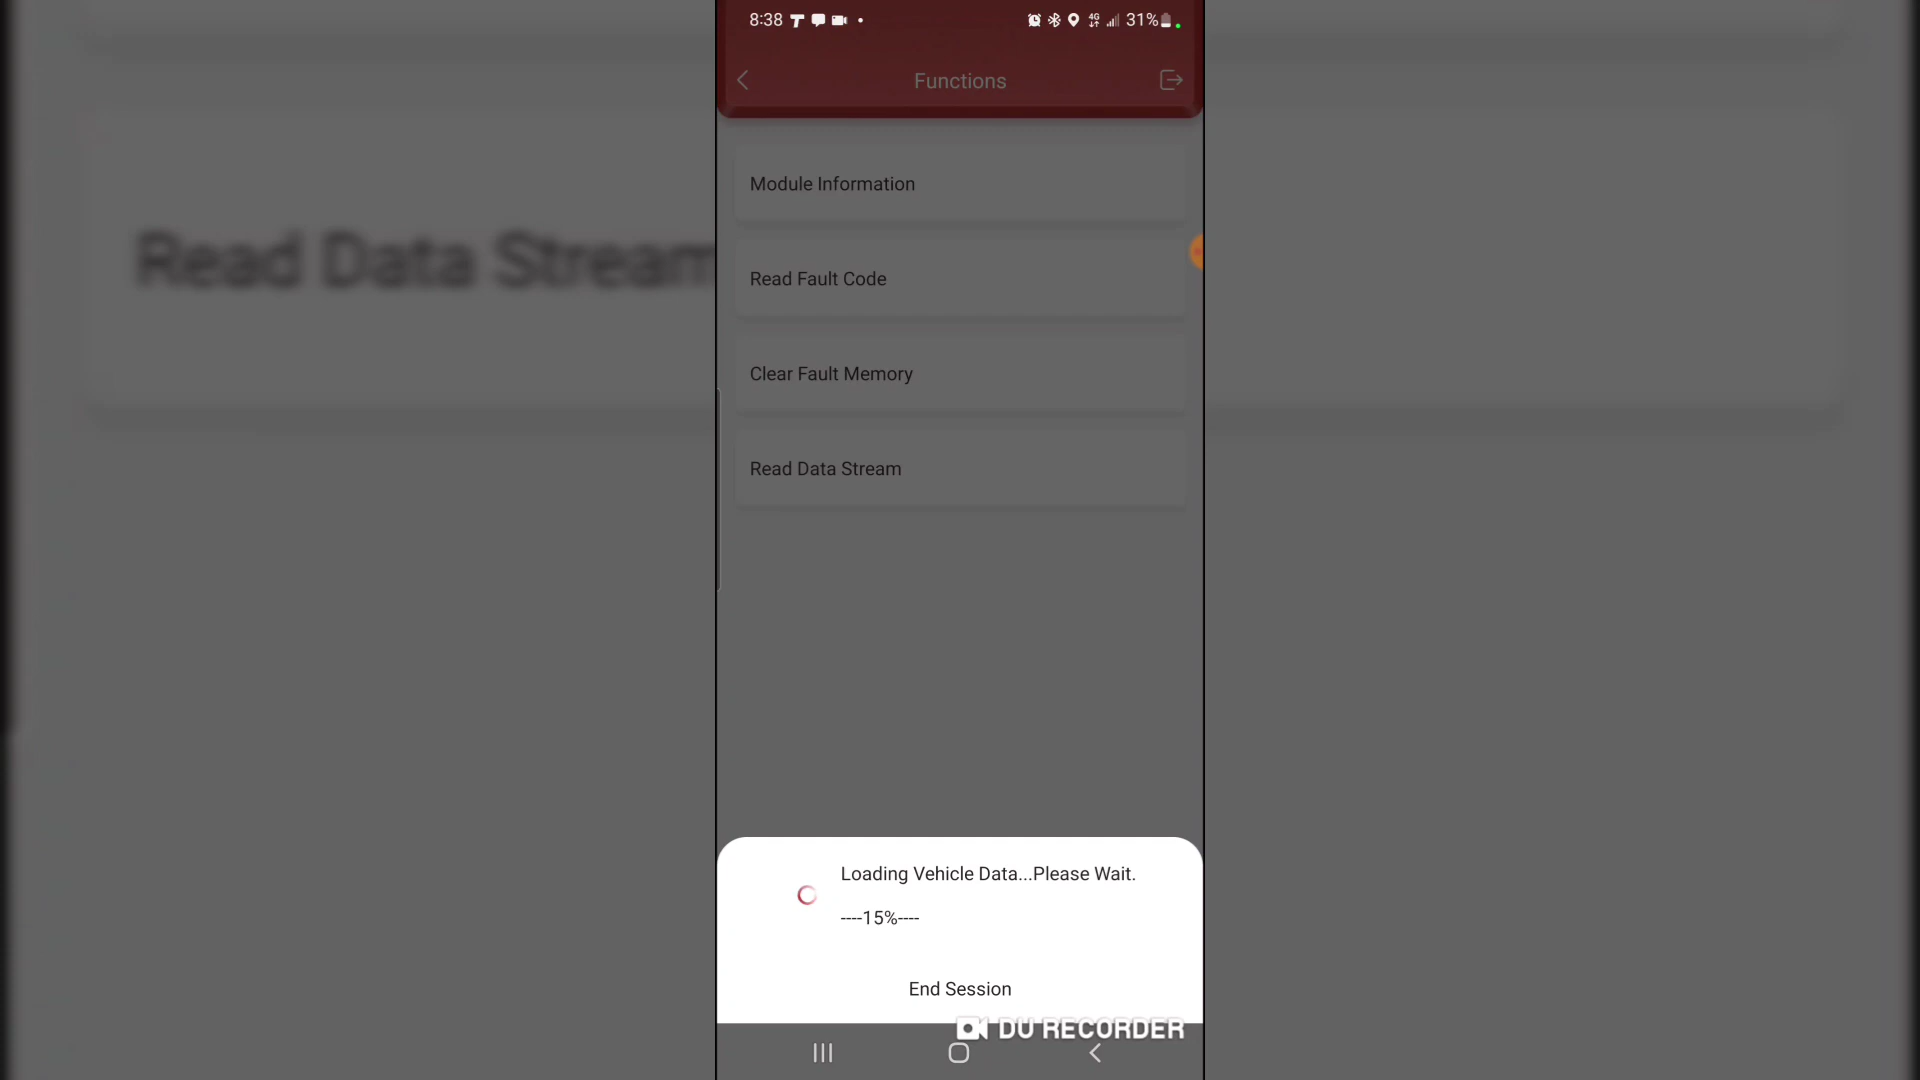 8:38
4G 31%
Functions
Module Information
Read Fault Code
Clear Fault Memory
Read Data Stream
Read Data Stream
Loading Vehicle Data...Please Wait.
----15%----
End Session
DU RECORDER